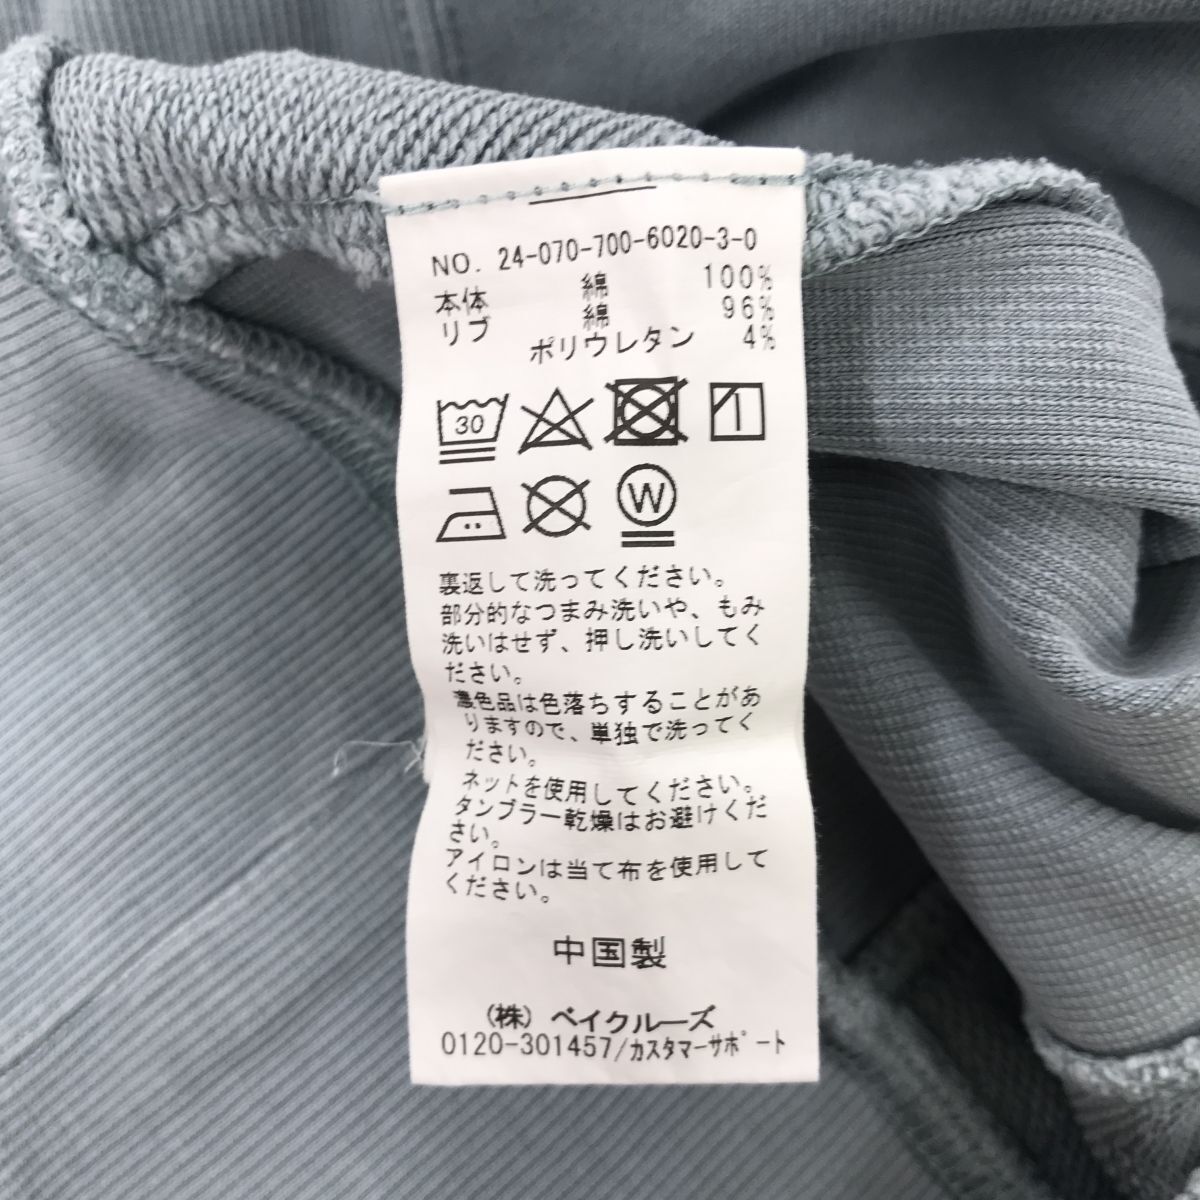 NO. 24-070-700-6020-3-0
本体 綿 100%
リブ 綿 96%
ポリウレタン 4%
30
W
裏返して洗ってください。
部分的なつまみ洗いや、もみ
洗いはせず、押し洗いしてく
ださい。
濃色品は色落ちすることがあ
りますので、単独で洗ってく
ださい。
ネットを使用してください。
タンブラー乾燥はお避けくだ
さい。
アイロンは当て布を使用して
ください。
中国製
(株) ベイクルーズ
0120-301457/カスタマーサポート